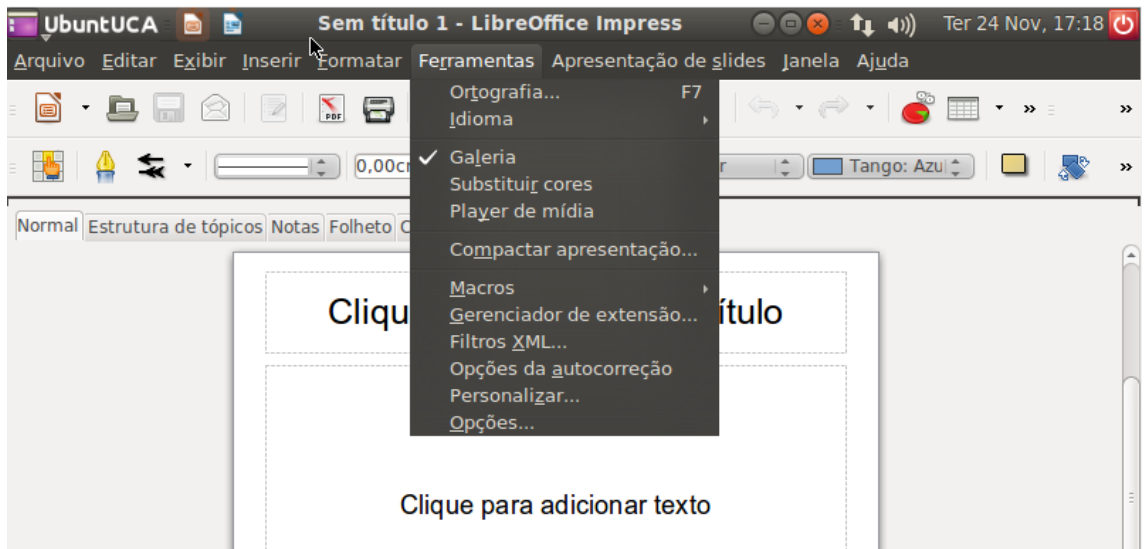 UbuntUCA Sem título 1 - LibreOffice Impress Ter 24 Nov, 17:18
Arquivo Editar Exibir Inserir Formatar Ferramentas Apresentação de slides Janela Ajuda
Ortografia... F7
Idioma
PDF
0,00c
Tango: Azul
Galeria
Substituir cores
Player de mídia
Compactar apresentação...
Macros
Gerenciador de extensão...
Filtros XML...
Opções da autocorreção
Personalizar...
Opções...
Normal Estrutura de tópicos Notas Folheto
Cliqu ítulo
Clique para adicionar texto